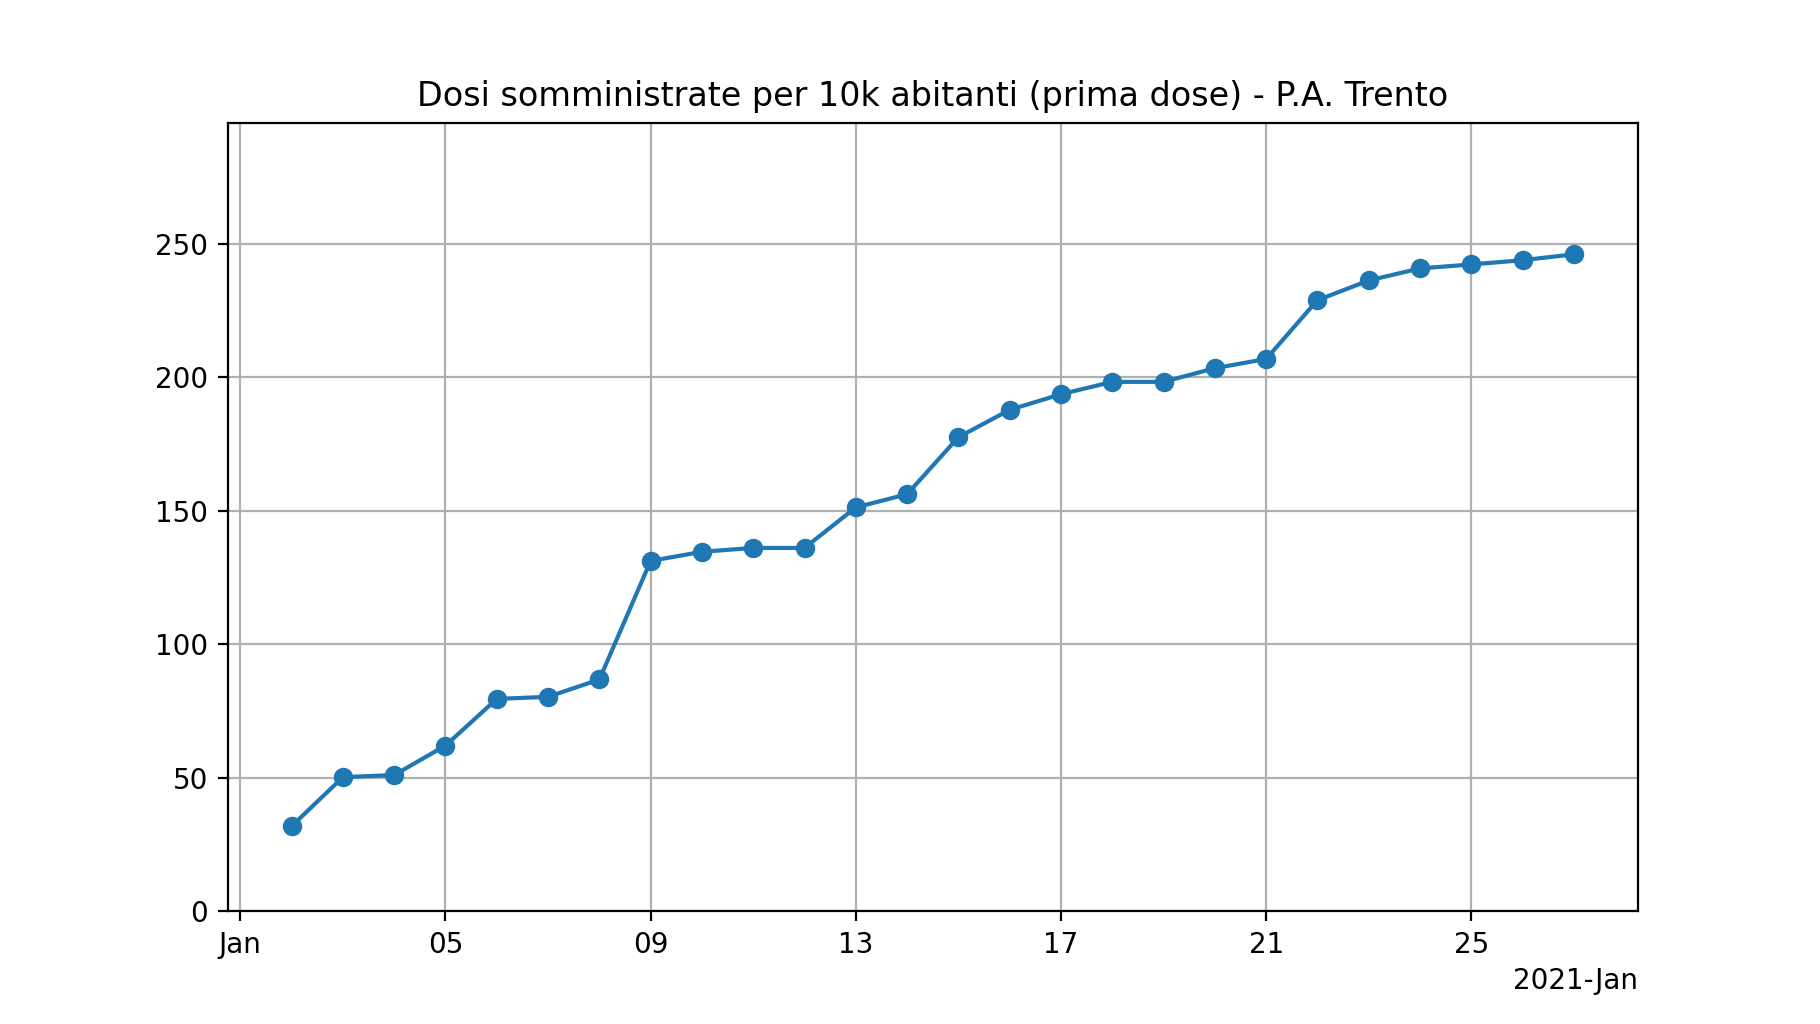 Dosi somministrate per 10k abitanti (prima dose) - P.A. Trento
250
200
150
100
50
0
Jan 05 09 13 17 21 25
2021-Jan